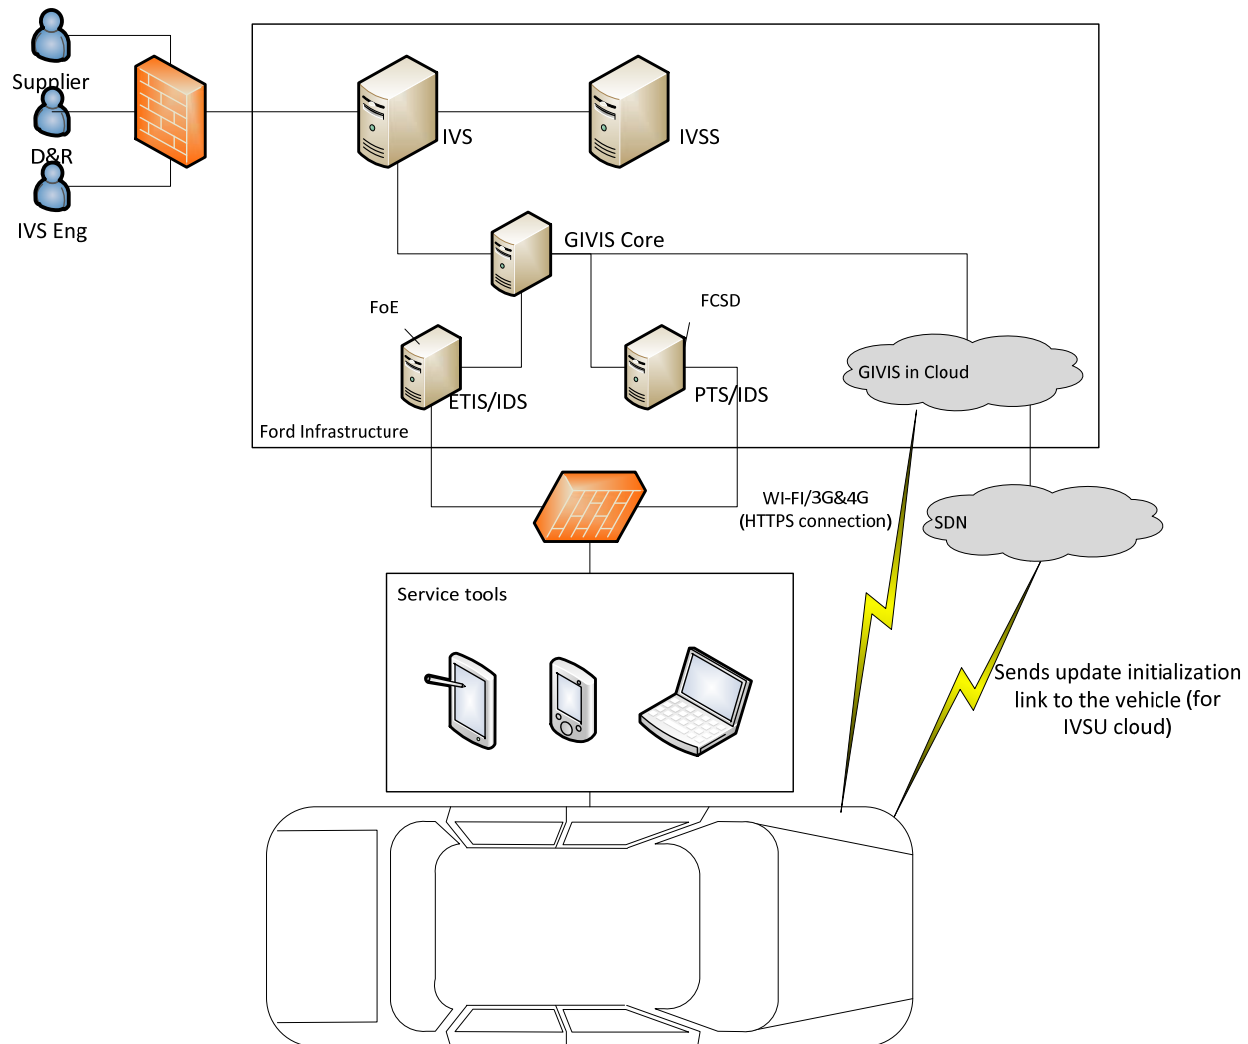 Supplier
D&R
IVS Eng
IVS
IVSS
GIVIS Core
FoE
FCSD
ETIS/IDS
PTS/IDS
GIVIS in Cloud
Ford Infrastructure
WI-FI/3G&4G
(HTTPS connection)
SDN
Service tools
Sends update initialization
link to the vehicle (for
IVSU cloud)